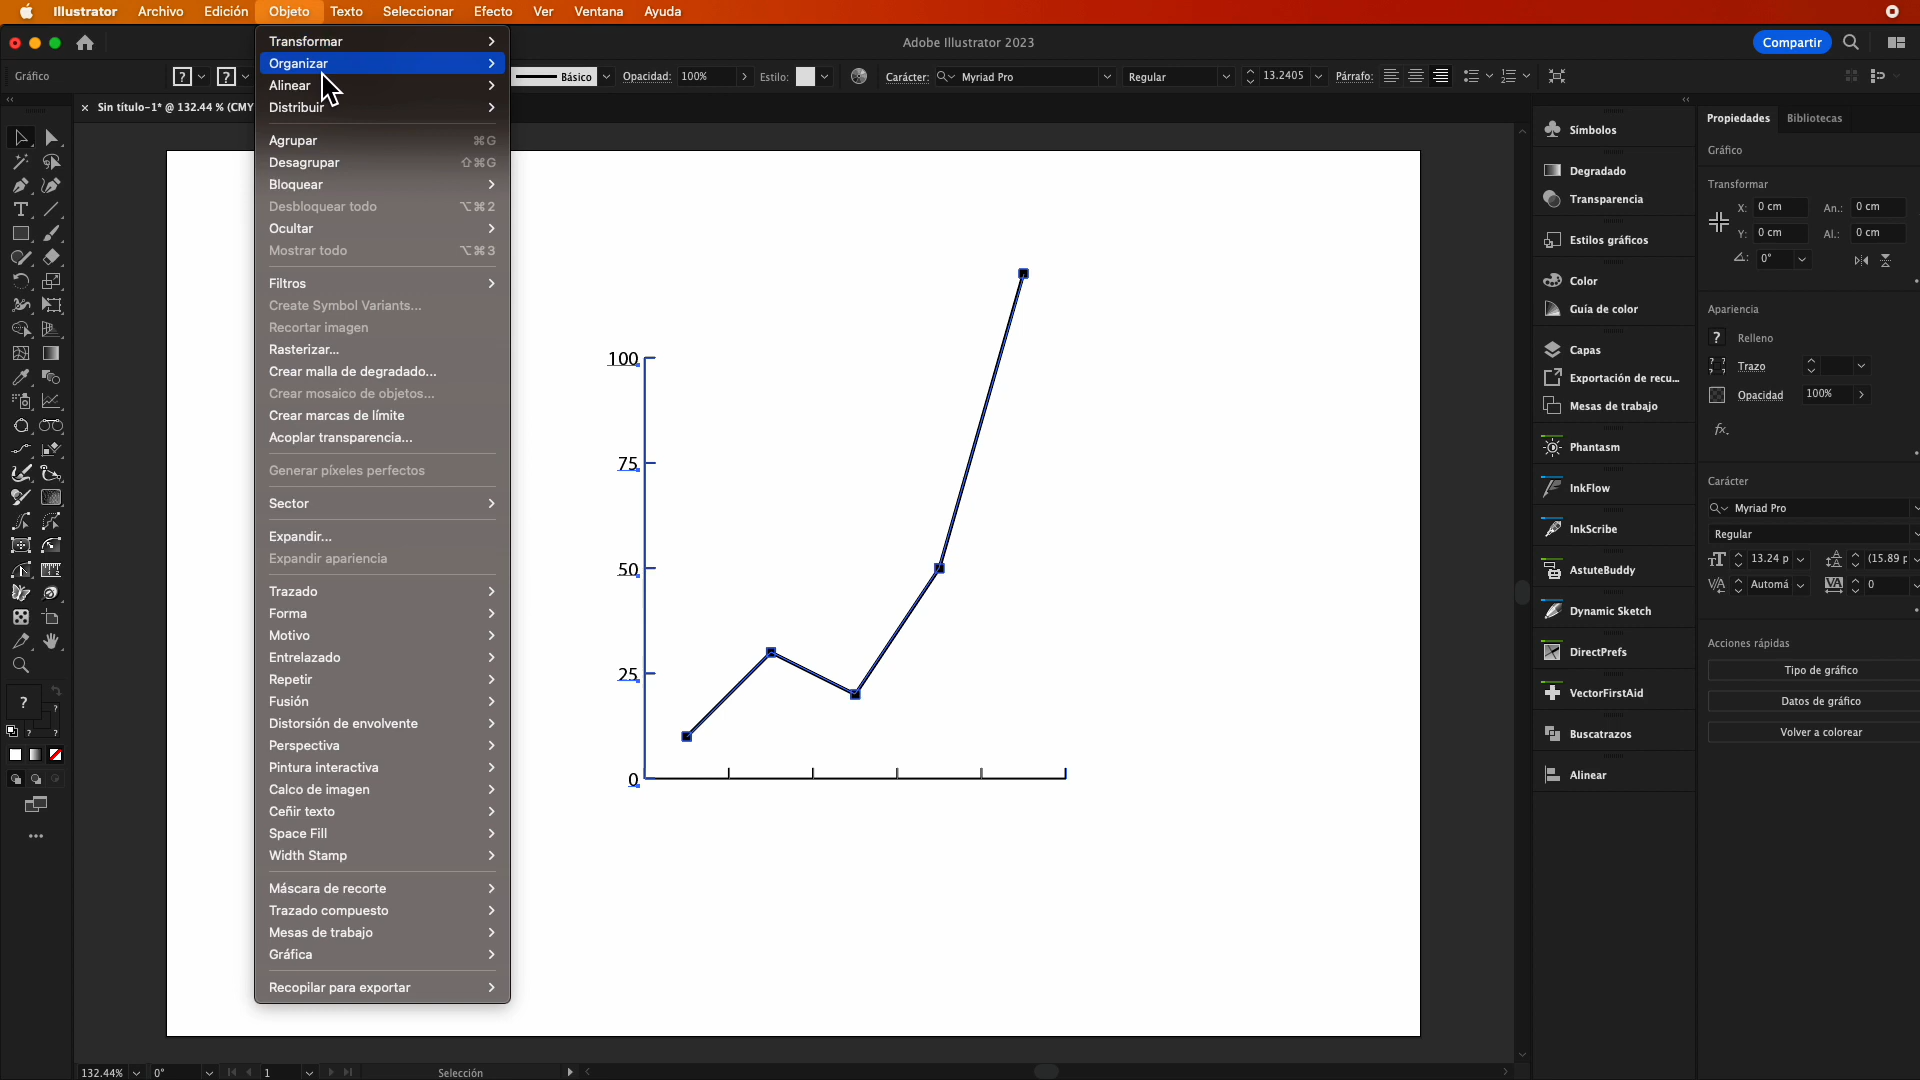 Illustrator Archivo Edición Objeto Texto Seleccionar Efecto Ver Ventana Ayuda
Adobe Illustrator 2023
Compartir
Gráfico
Básico
Opacidad: 100%
Estilo:
Carácter: Myriad Pro
Regular
13.2405
Párrafo:
Sin título-1* @ 132.44 % (CMY
Transformar
Organizar
Alinear
Distribuir
Agrupar ⌘G
Desagrupar ⇧⌘G
Bloquear
Desbloquear todo ⌥⌘2
Ocultar
Mostrar todo ⌥⌘3
Filtros
Create Symbol Variants...
Recortar imagen
Rasterizar...
Crear malla de degradado...
Crear mosaico de objetos...
Crear marcas de límite
Acoplar transparencia...
Generar píxeles perfectos
Sector
Expandir...
Expandir apariencia
Trazado
Forma
Motivo
Entrelazado
Repetir
Fusión
Distorsión de envolvente
Perspectiva
Pintura interactiva
Calco de imagen
Ceñir texto
Space Fill
Width Stamp
Máscara de recorte
Trazado compuesto
Mesas de trabajo
Gráfica
Recopilar para exportar
100
75
50
25
0
Símbolos
Degradado
Transparencia
Estilos gráficos
Color
Guía de color
Capas
Exportación de recu...
Mesas de trabajo
Phantasm
InkFlow
InkScribe
AstuteBuddy
Dynamic Sketch
DirectPrefs
VectorFirstAid
Buscatrazos
Alinear
Propiedades Bibliotecas
Gráfico
Transformar
X: 0 cm An.: 0 cm
Y: 0 cm Al.: 0 cm
0°
Apariencia
? Relleno
Trazo
Opacidad 100%
fx.
Carácter
Myriad Pro
Regular
13.24 p (15.89 p
Automá 0
Acciones rápidas
Tipo de gráfico
Datos de gráfico
Volver a colorear
132.44% 0° 1 Selección